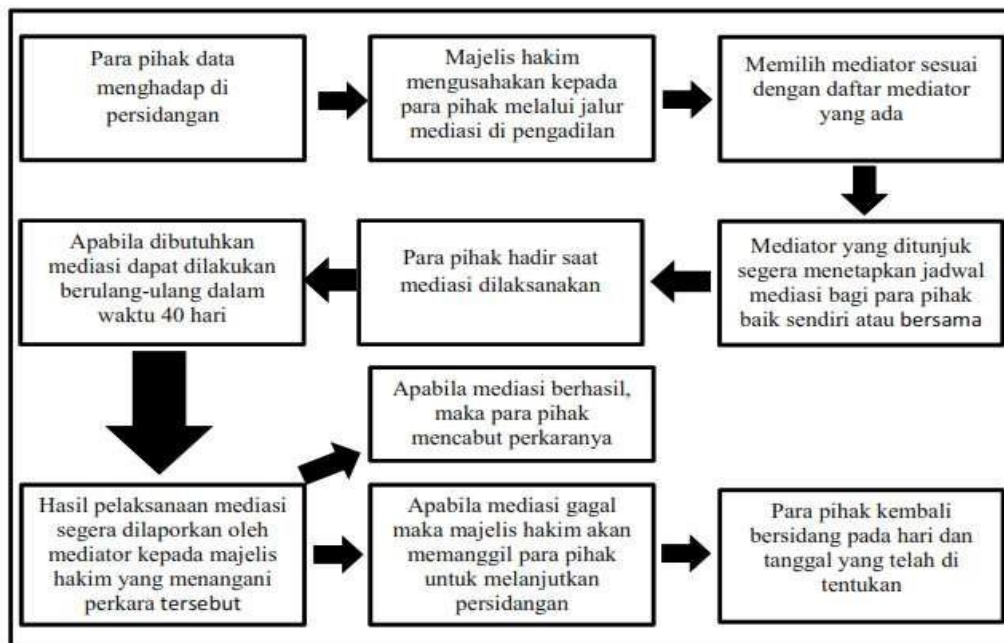 Para pihak data
menghadap di
persidangan
Majelis hakim
mengusahakan kepada
para pihak melalui jalur
mediasi di pengadilan
Memilih mediator sesuai
dengan daftar mediator
yang ada
Mediator yang ditunjuk
segera menetapkan jadwal
mediasi bagi para pihak
baik sendiri atau bersama
Para pihak hadir saat
mediasi dilaksanakan
Apabila dibutuhkan
mediasi dapat dilakukan
berulang-ulang dalam
waktu 40 hari
Hasil pelaksanaan mediasi
segera dilaporkan oleh
mediator kepada majelis
hakim yang menangani
perkara tersebut
Apabila mediasi berhasil,
maka para pihak
mencabut perkaranya
Apabila mediasi gagal
maka majelis hakim akan
memanggil para pihak
untuk melanjutkan
persidangan
Para pihak kembali
bersidang pada hari dan
tanggal yang telah di
tentukan